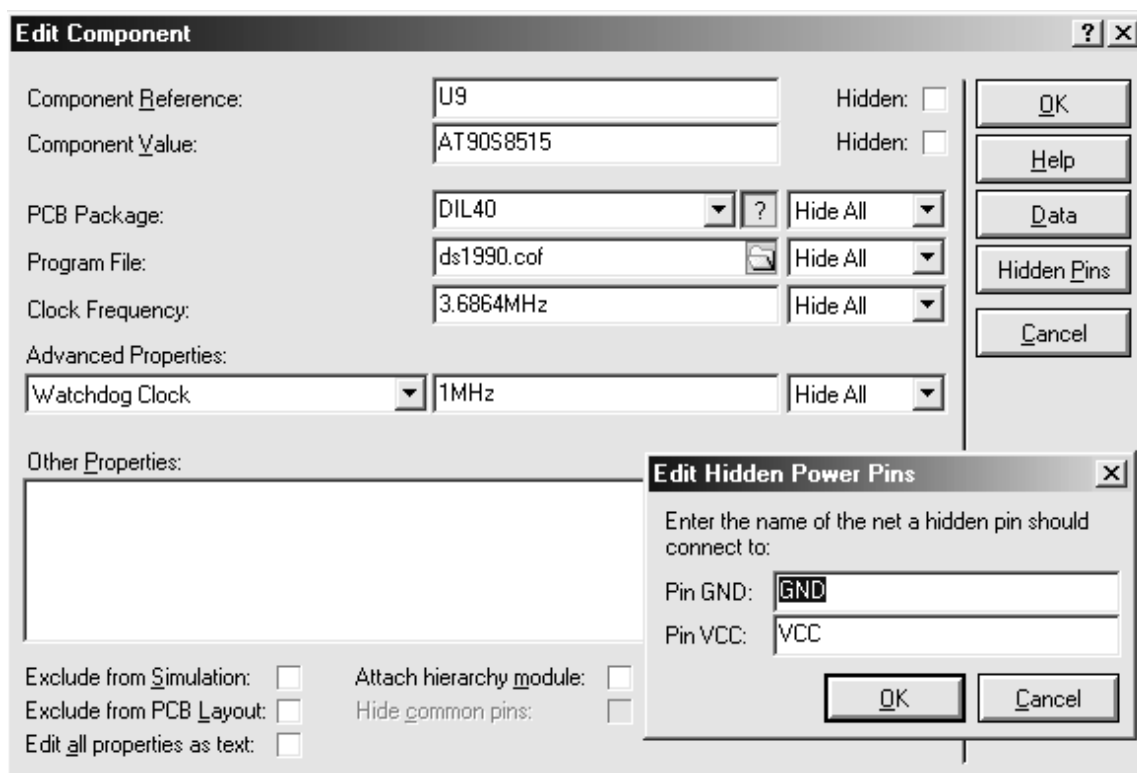 Edit Component
Component Reference: U9 Hidden:
Component Value: AT90S8515 Hidden:
PCB Package: DIL40 ? Hide All
Program File: ds1990.cof Hide All
Clock Frequency: 3.6864MHz Hide All
Advanced Properties:
Watchdog Clock 1MHz Hide All
Other Properties:
Exclude from Simulation: Attach hierarchy module:
Exclude from PCB Layout: Hide common pins:
Edit all properties as text:
OK
Help
Data
Hidden Pins
Cancel
Edit Hidden Power Pins
Enter the name of the net a hidden pin should
connect to:
Pin GND: GND
Pin VCC: VCC
OK Cancel